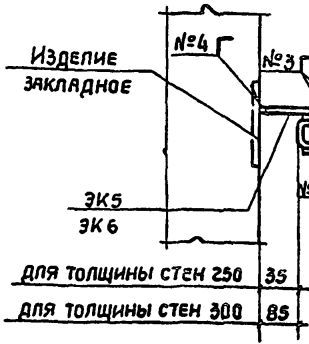 №4
№3
Изделие
закладное
ЭК5
ЭК6
для толщины стен 250 35
для толщины стен 300 85